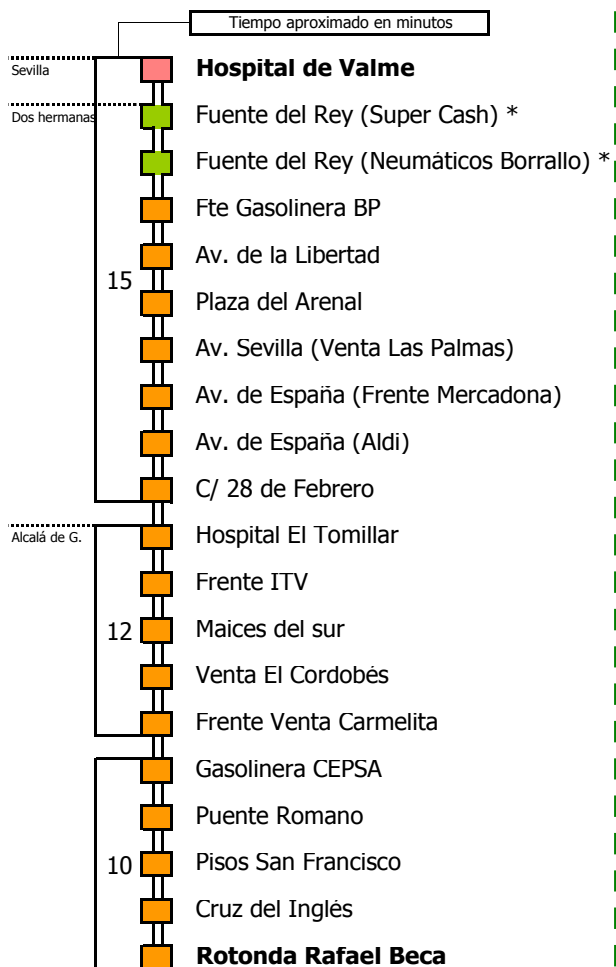 Tiempo aproximado en minutos
Sevilla
Hospital de Valme
Dos hermanas
Fuente del Rey (Super Cash) *
Fuente del Rey (Neumáticos Borrallo) *
Fte Gasolinera BP
Av. de la Libertad
15
Plaza del Arenal
Av. Sevilla (Venta Las Palmas)
Av. de España (Frente Mercadona)
Av. de España (Aldi)
C/ 28 de Febrero
Alcalá de G.
Hospital El Tomillar
Frente ITV
12
Maices del sur
Venta El Cordobés
Frente Venta Carmelita
Gasolinera CEPSA
Puente Romano
10
Pisos San Francisco
Cruz del Inglés
Rotonda Rafael Beca